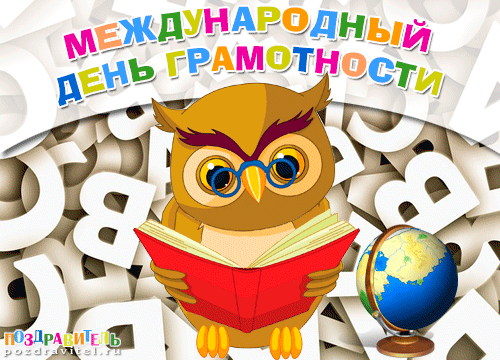 МЕЖДУНАРОДНЫЙ
ДЕНЬ ГРАМОТНОСТИ
ПОЗДРАВИТЕЛЬ
pozdravitel.ru